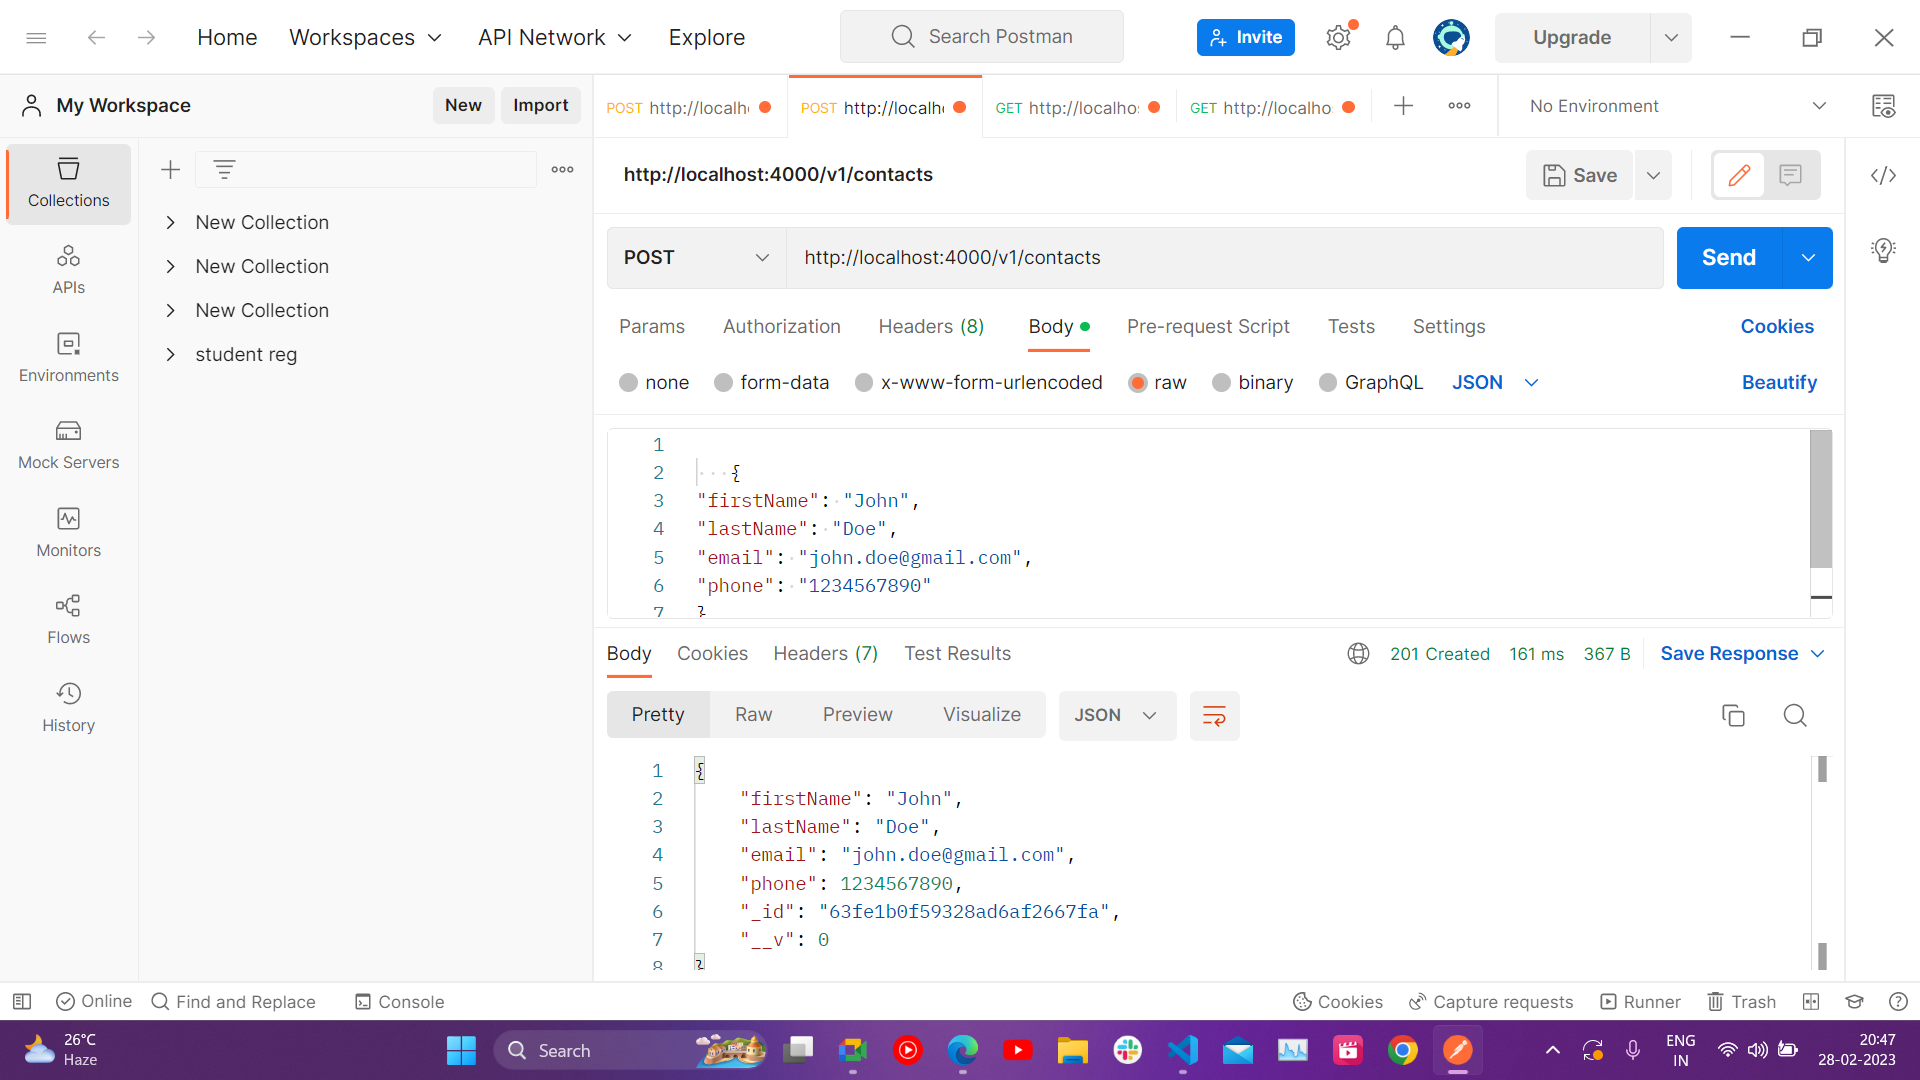 Home
Workspaces
API Network
Explore
Search Postman
Invite
Upgrade
My Workspace
New
Import
POST http://localh
POST http://localh
GET http://localho
GET http://localho
No Environment
Collections
APIs
Environments
Mock Servers
Monitors
Flows
History
New Collection
New Collection
New Collection
student reg
http://localhost:4000/v1/contacts
Save
POST
http://localhost:4000/v1/contacts
Send
Params
Authorization
Headers (8)
Body
Pre-request Script
Tests
Settings
Cookies
none
form-data
x-www-form-urlencoded
raw
binary
GraphQL
JSON
Beautify
1
2 {
3 "firstName": "John",
4 "lastName": "Doe",
5 "email": "john.doe@gmail.com",
6 "phone": "1234567890"
7 }
Body
Cookies
Headers (7)
Test Results
201 Created
161 ms
367 B
Save Response
Pretty
Raw
Preview
Visualize
JSON
1 {
2 "firstName": "John",
3 "lastName": "Doe",
4 "email": "john.doe@gmail.com",
5 "phone": 1234567890,
6 "_id": "63fe1b0f59328ad6af2667fa",
7 "__v": 0
8 }
Online
Find and Replace
Console
Cookies
Capture requests
Runner
Trash
26°C
Haze
Search
ENG
IN
20:47
28-02-2023